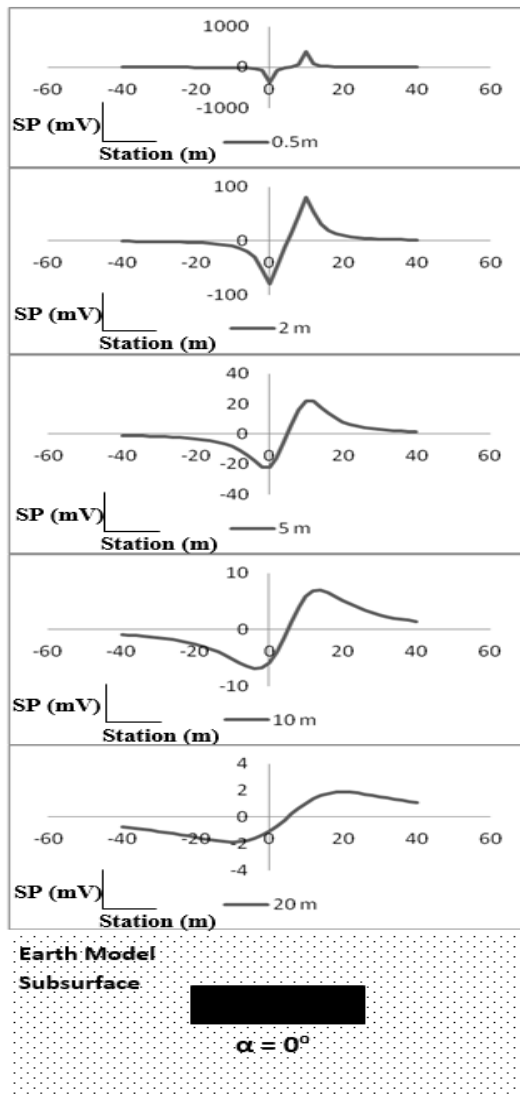 1000
0
-60 -40 -20 0 20 40 60
-1000
SP (mV)
0.5m
Station (m)
100
0
-60 -40 -20 0 20 40 60
-100
SP (mV)
2 m
Station (m)
40
20
0
-60 -40 -20 0 20 40 60
-20
-40
SP (mV)
5 m
Station (m)
10
0
-60 -40 -20 0 20 40 60
-10
SP (mV)
10 m
Station (m)
4
2
0
-60 -40 -20 0 20 40 60
-2
-4
SP (mV)
20 m
Station (m)
Earth Model
Subsurface
α = 0°